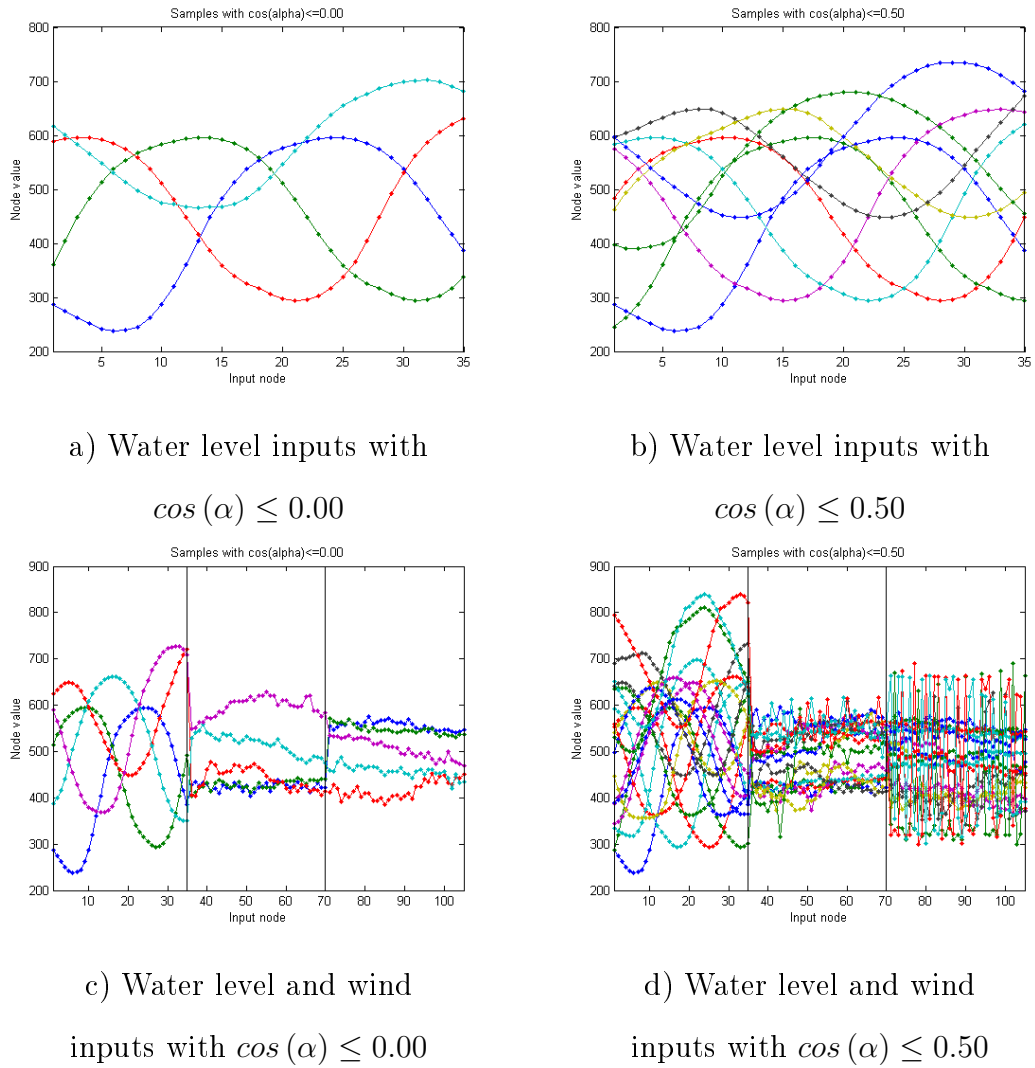 Samples with cos(alpha)<=0.00
800
700
600
500
400
300
200
Node value
5 10 15 20 25 30 35
Input node
a) Water level inputs with
cos (α) ≤ 0.00
Samples with cos(alpha)<=0.50
800
700
600
500
400
300
200
Node value
5 10 15 20 25 30 35
Input node
b) Water level inputs with
cos (α) ≤ 0.50
Samples with cos(alpha)<=0.00
900
800
700
600
500
400
300
200
Node value
10 20 30 40 50 60 70 80 90 100
Input node
c) Water level and wind
inputs with cos (α) ≤ 0.00
Samples with cos(alpha)<=0.50
900
800
700
600
500
400
300
200
Node value
10 20 30 40 50 60 70 80 90 100
Input node
d) Water level and wind
inputs with cos (α) ≤ 0.50